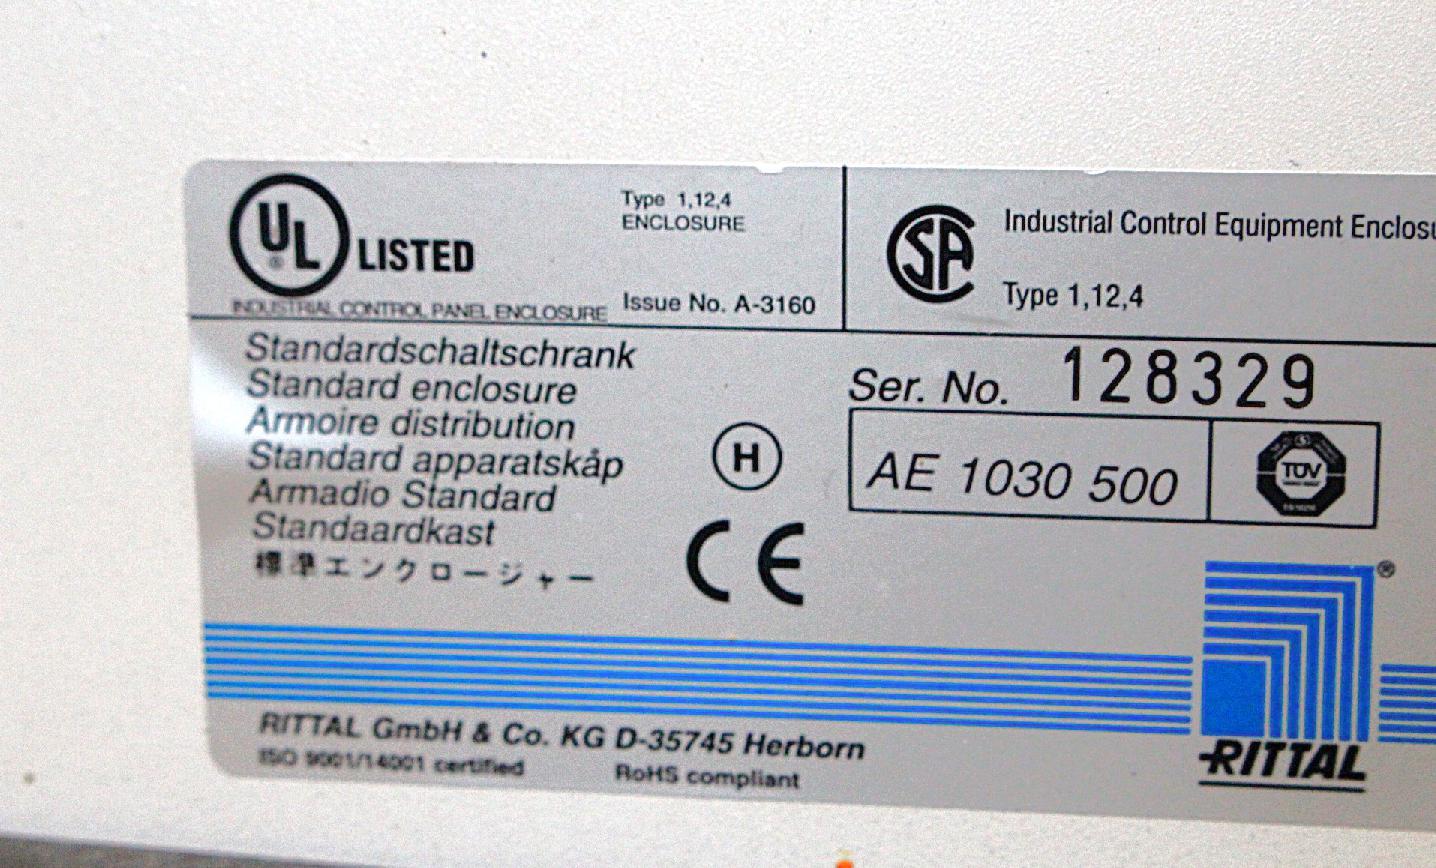 UL
®
LISTED
INDUSTRIAL CONTROL PANEL ENCLOSURE
Type 1,12,4
ENCLOSURE
Issue No. A-3160
SA
Industrial Control Equipment
Type 1,12,4
Standardschaltschrank
Standard enclosure
Armoire distribution
Standard apparatskåp
Armadio Standard
Standaardkast
標準エンクロージャー
H
CE
Ser. No. 128329
AE 1030 500
TÜV
®
RITTAL
RITTAL GmbH & Co. KG D-35745 Herborn
ISO 9001/14001 certified
RoHS compliant